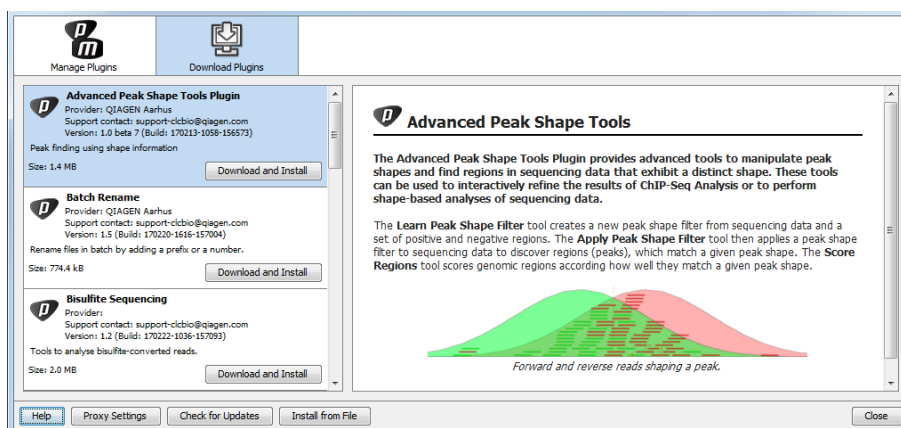 Manage Plugins
Download Plugins
Advanced Peak Shape Tools Plugin
Provider: QIAGEN Aarhus
Support contact: support-clcbio@qiagen.com
Version: 1.0 beta 7 (Build: 170213-1058-156573)
Peak finding using shape information
Size: 1.4 MB
Download and Install
Batch Rename
Provider: QIAGEN Aarhus
Support contact: support-clcbio@qiagen.com
Version: 1.5 (Build: 170220-1616-157004)
Rename files in batch by adding a prefix or a number.
Size: 774.4 kB
Download and Install
Bisulfite Sequencing
Provider:
Support contact: support-clcbio@qiagen.com
Version: 1.2 (Build: 170222-1036-157093)
Tools to analyse bisulfite-converted reads.
Size: 2.0 MB
Download and Install
Advanced Peak Shape Tools
The Advanced Peak Shape Tools Plugin provides advanced tools to manipulate peak
shapes and find regions in sequencing data that exhibit a distinct shape. These tools
can be used to interactively refine the results of ChIP-Seq Analysis or to perform
shape-based analyses of sequencing data.
The Learn Peak Shape Filter tool creates a new peak shape filter from sequencing data and a
set of positive and negative regions. The Apply Peak Shape Filter tool then applies a peak shape
filter to sequencing data to discover regions (peaks), which match a given peak shape. The Score
Regions tool scores genomic regions according how well they match a given peak shape.
Forward and reverse reads shaping a peak.
Help
Proxy Settings
Check for Updates
Install from File
Close